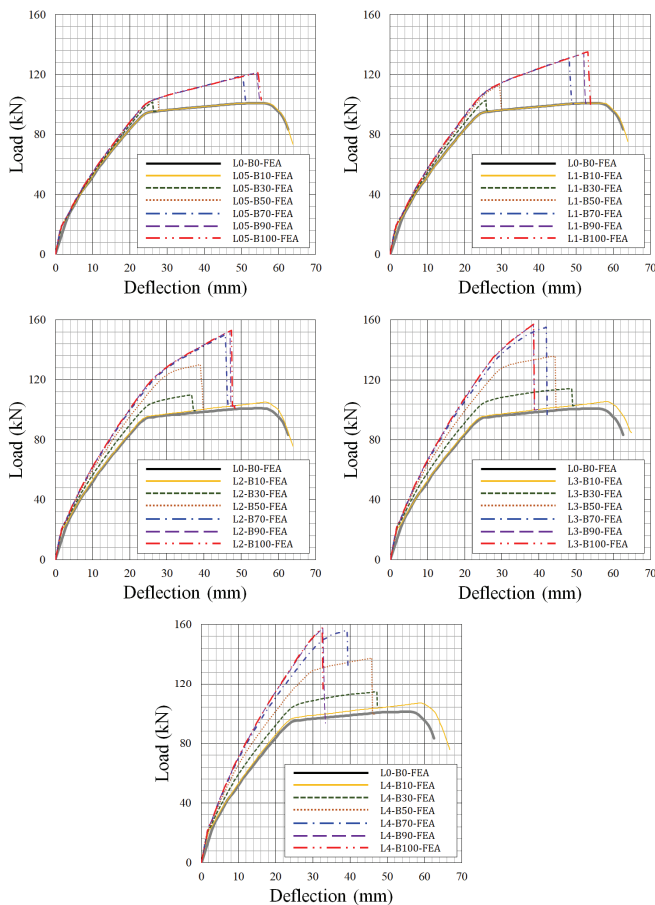 160
120
80
40
0
Load (kN)
L0-B0-FEA
L05-B10-FEA
L05-B30-FEA
L05-B50-FEA
L05-B70-FEA
L05-B90-FEA
L05-B100-FEA
0 10 20 30 40 50 60 70
Deflection (mm)
160
120
80
40
0
Load (kN)
L0-B0-FEA
L1-B10-FEA
L1-B30-FEA
L1-B50-FEA
L1-B70-FEA
L1-B90-FEA
L1-B100-FEA
0 10 20 30 40 50 60 70
Deflection (mm)
160
120
80
40
0
Load (kN)
L0-B0-FEA
L2-B10-FEA
L2-B30-FEA
L2-B50-FEA
L2-B70-FEA
L2-B90-FEA
L2-B100-FEA
0 10 20 30 40 50 60 70
Deflection (mm)
160
120
80
40
0
Load (kN)
L0-B0-FEA
L3-B10-FEA
L3-B30-FEA
L3-B50-FEA
L3-B70-FEA
L3-B90-FEA
L3-B100-FEA
0 10 20 30 40 50 60 70
Deflection (mm)
160
120
80
40
0
Load (kN)
L0-B0-FEA
L4-B10-FEA
L4-B30-FEA
L4-B50-FEA
L4-B70-FEA
L4-B90-FEA
L4-B100-FEA
0 10 20 30 40 50 60 70
Deflection (mm)